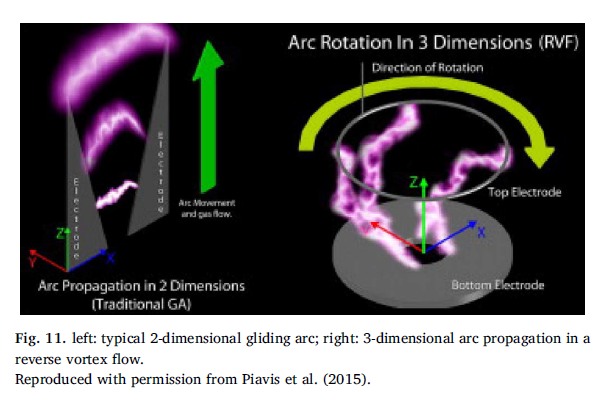 Arc Rotation In 3 Dimensions (RVF)
Direction of Rotation
Electrode
Electrode
Arc Movement
and gas flow.
Z
Y
X
Z
X
Top Electrode
Bottom Electrode
Arc Propagation in 2 Dimensions
(Traditional GA)
Fig. 11. left: typical 2-dimensional gliding arc; right: 3-dimensional arc propagation in a
reverse vortex flow.
Reproduced with permission from Piavis et al. (2015).